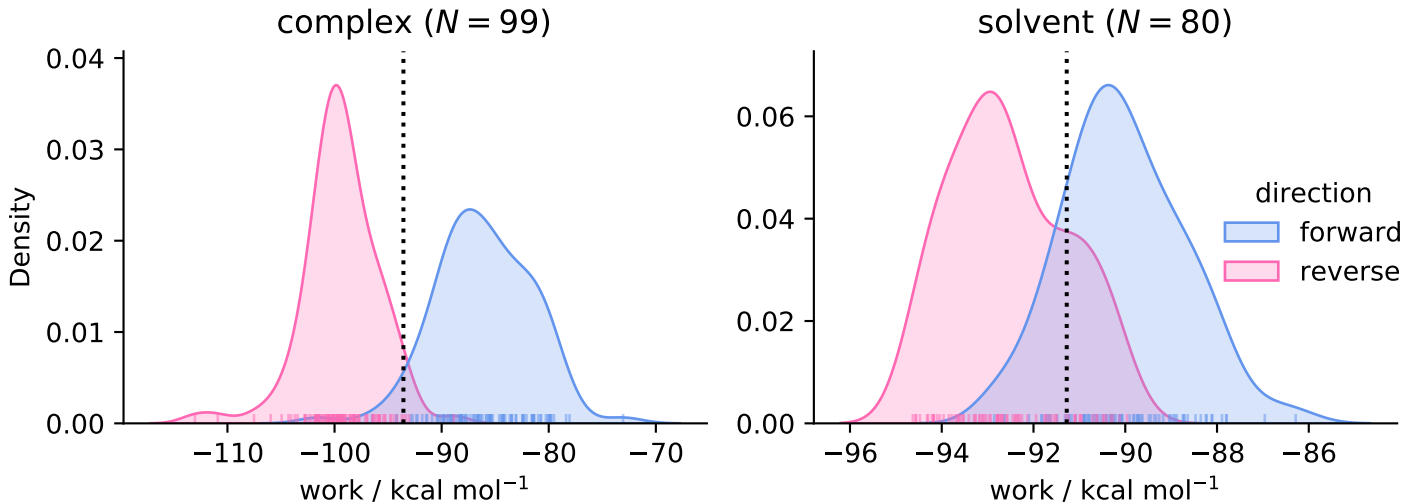 complex (N = 99)
Density
0.04
0.03
0.02
0.01
0.00
−110 −100 −90 −80 −70
work / kcal mol⁻¹
solvent (N = 80)
0.06
0.04
0.02
0.00
−96 −94 −92 −90 −88 −86
work / kcal mol⁻¹
direction
forward
reverse